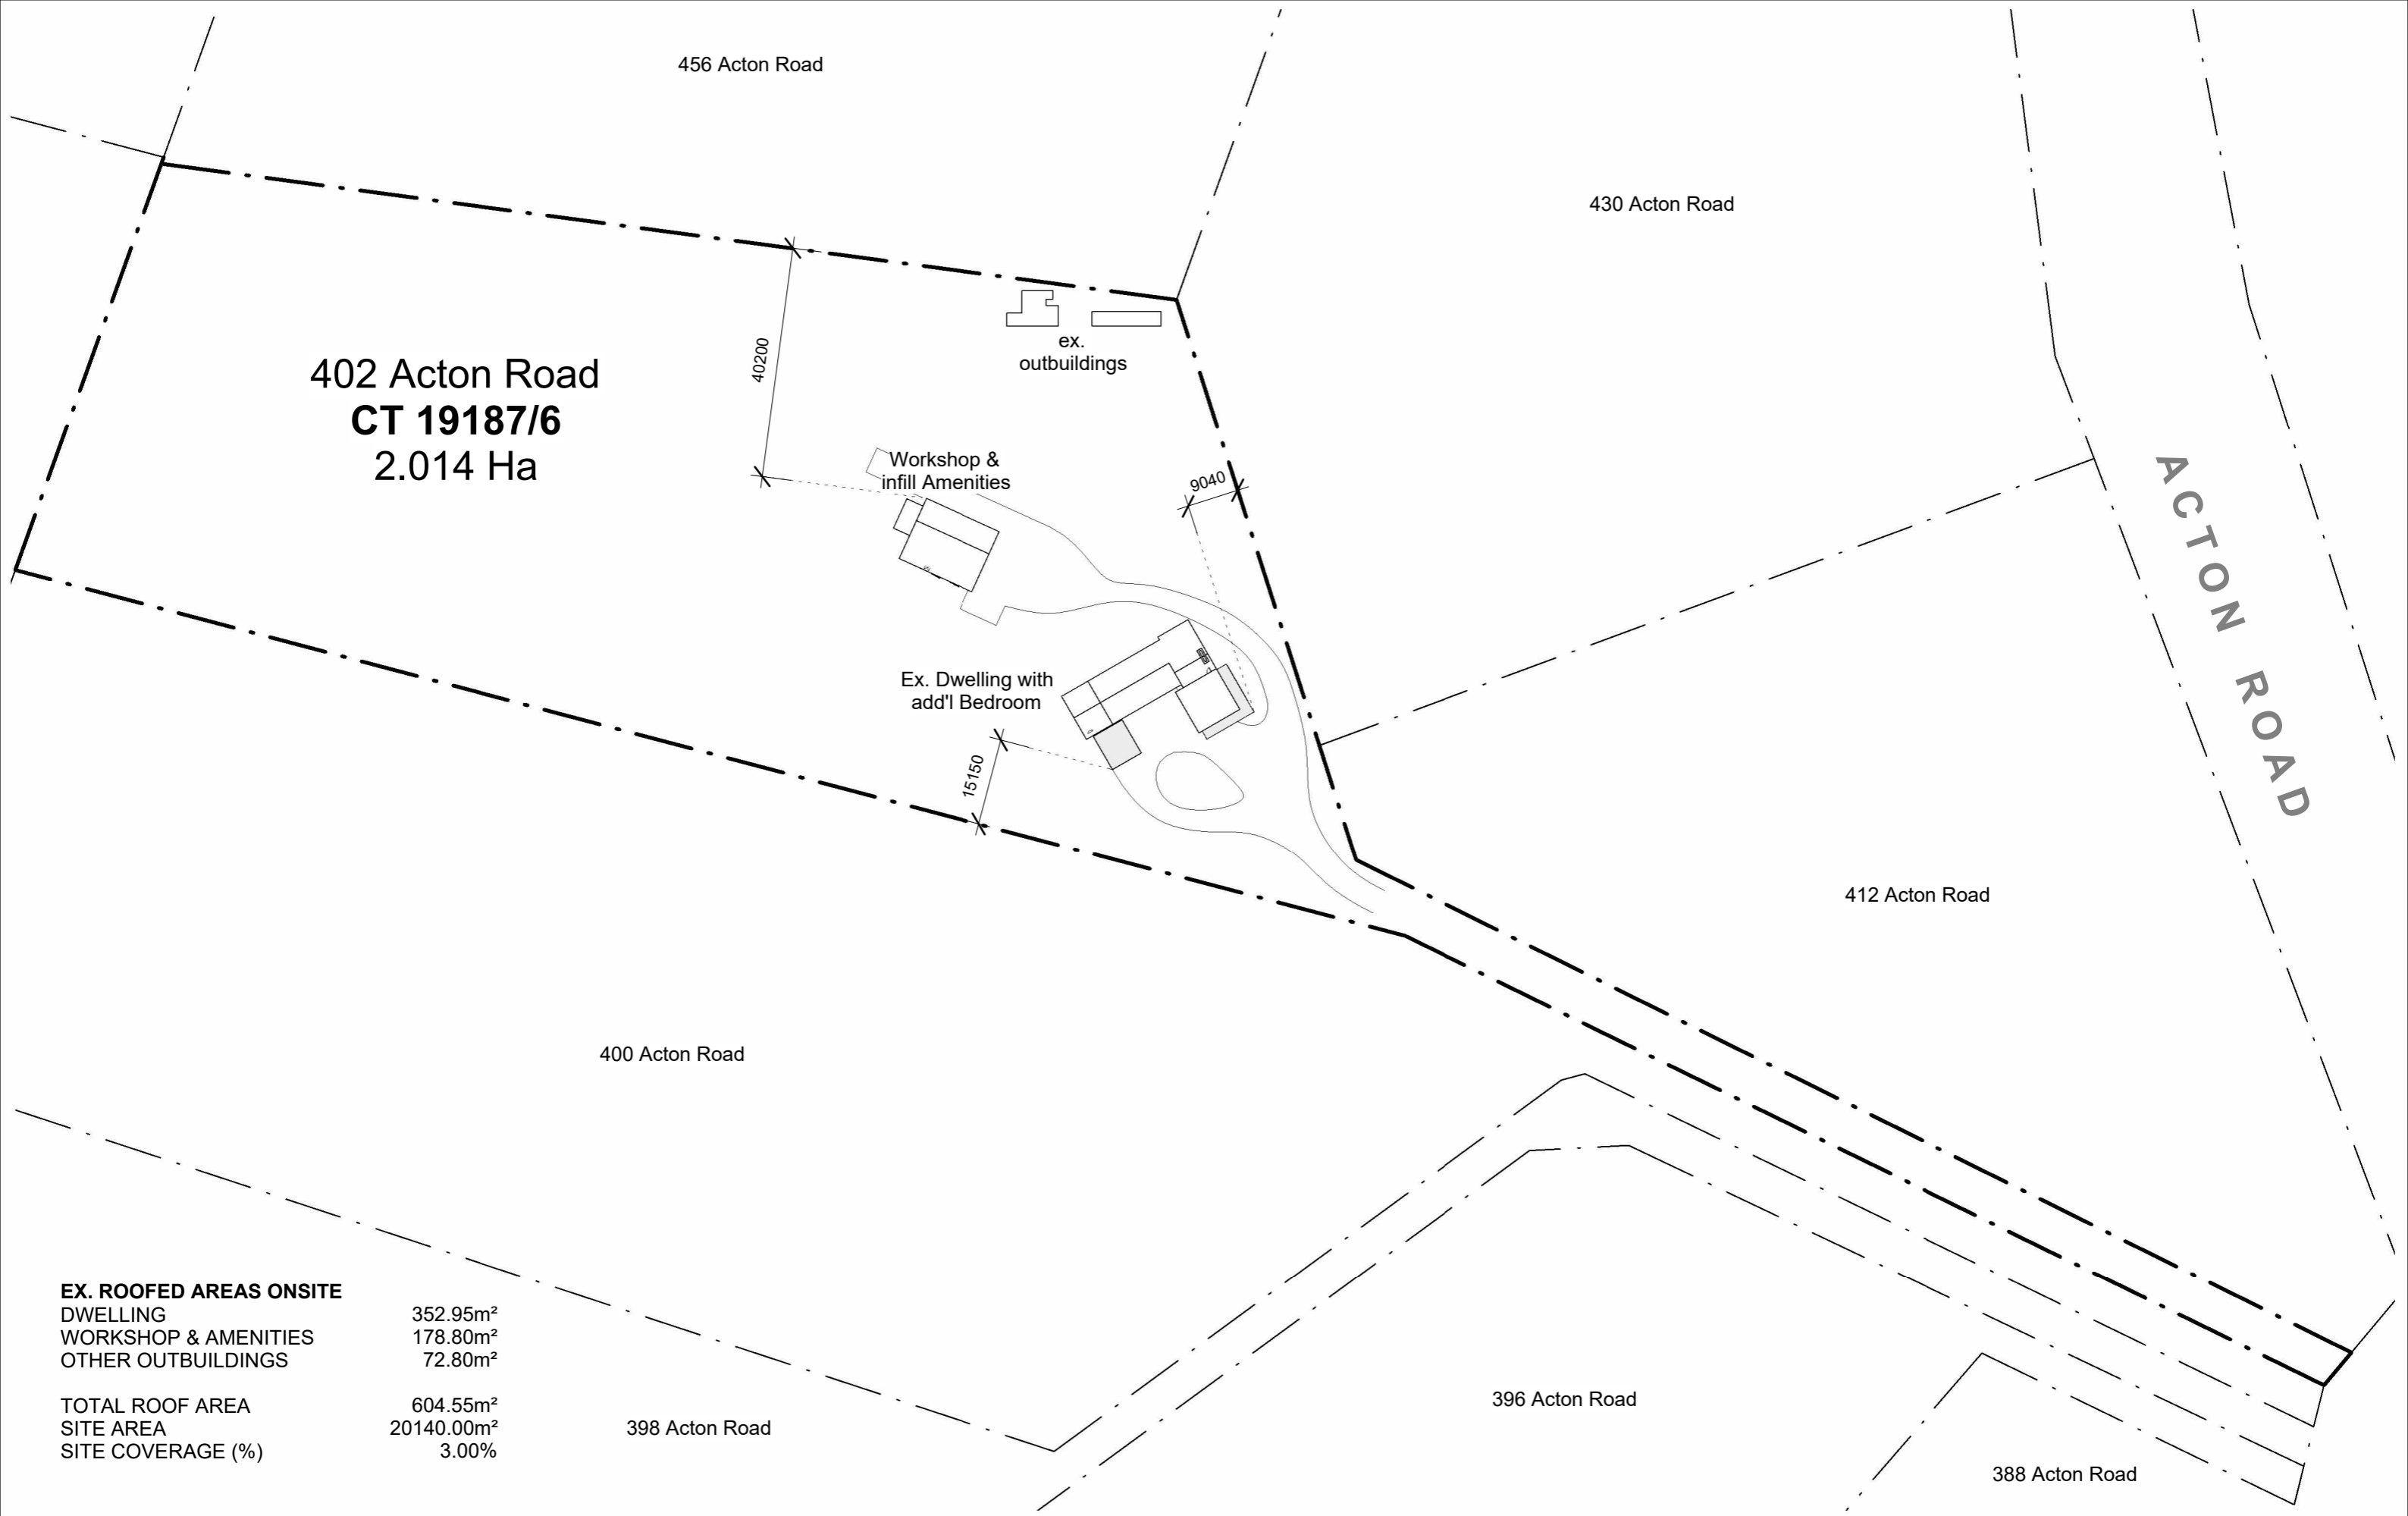 456 Acton Road
430 Acton Road
402 Acton Road
CT 19187/6
2.014 Ha
40200
ex.
outbuildings
Workshop &
infill Amenities
9040
ACTON ROAD
Ex. Dwelling with
add'l Bedroom
15150
412 Acton Road
400 Acton Road
EX. ROOFED AREAS ONSITE
DWELLING 352.95m²
WORKSHOP & AMENITIES 178.80m²
OTHER OUTBUILDINGS 72.80m²
TOTAL ROOF AREA 604.55m²
SITE AREA 20140.00m²
SITE COVERAGE (%) 3.00%
398 Acton Road
396 Acton Road
388 Acton Road